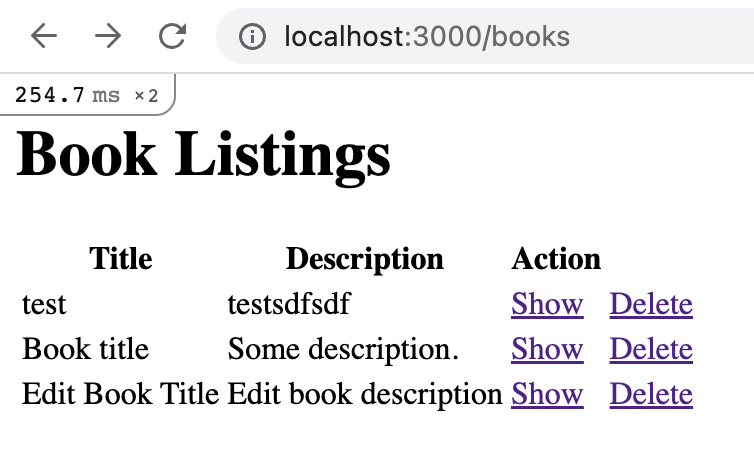 localhost:3000/books
254.7 ms ×2
Book Listings
Title Description Action
test testsdfsdf Show Delete
Book title Some description. Show Delete
Edit Book Title Edit book description Show Delete